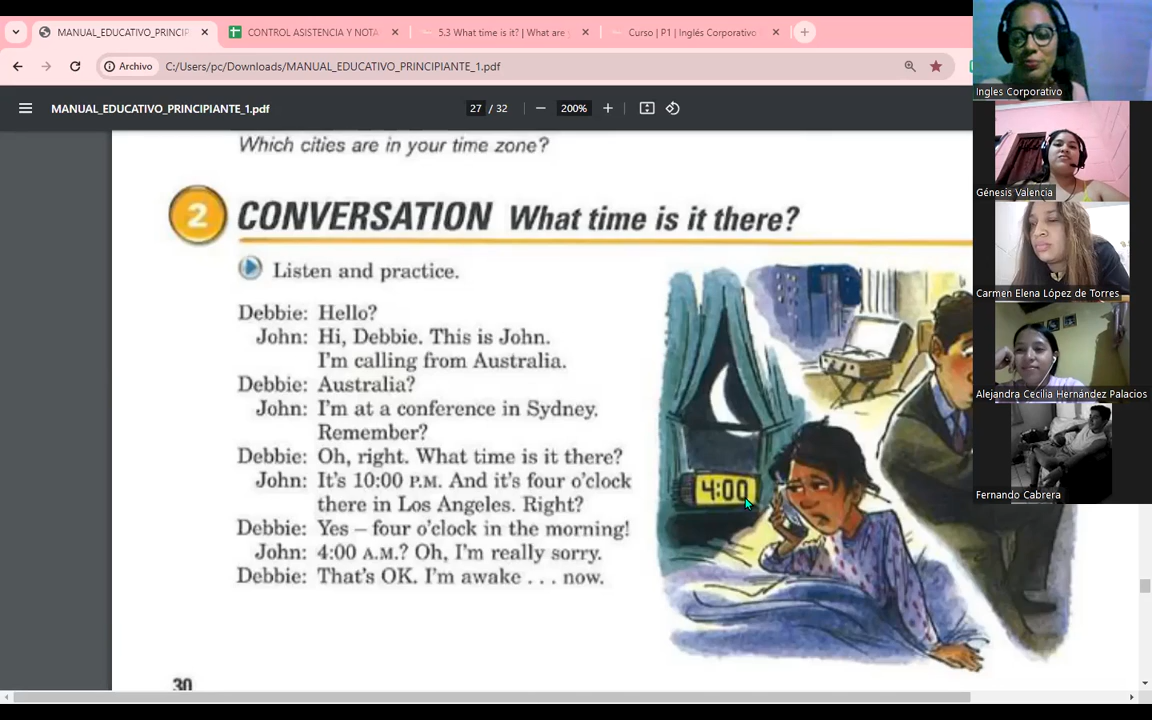 MANUAL_EDUCATIVO_PRINCIP
CONTROL ASISTENCIA Y NOTA
5.3 What time is it? | What are
Curso | P1 | Inglés Corporativo
Archivo
C:/Users/pc/Downloads/MANUAL_EDUCATIVO_PRINCIPIANTE_1.pdf
MANUAL_EDUCATIVO_PRINCIPIANTE_1.pdf
27 / 32
200%
Which cities are in your time zone?
2 CONVERSATION What time is it there?
Listen and practice.
Debbie: Hello?
John: Hi, Debbie. This is John.
I'm calling from Australia.
Debbie: Australia?
John: I'm at a conference in Sydney.
Remember?
Debbie: Oh, right. What time is it there?
John: It's 10:00 P.M. And it's four o'clock
there in Los Angeles. Right?
Debbie: Yes – four o'clock in the morning!
John: 4:00 A.M.? Oh, I'm really sorry.
Debbie: That's OK. I'm awake . . . now.
4:00
30
Ingles Corporativo
Génesis Valencia
Carmen Elena López de Torres
Alejandra Cecilia Hernández Palacios
Fernando Cabrera